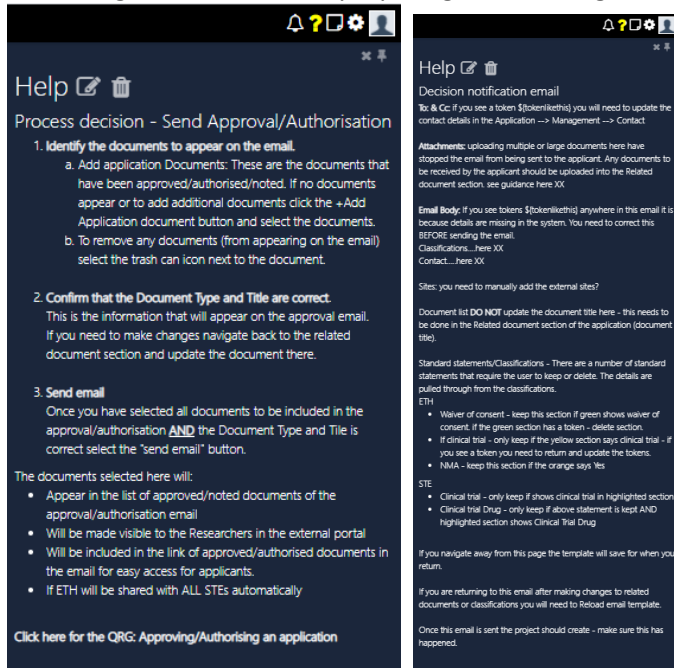 Help
Process decision - Send Approval/Authorisation
1. Identify the documents to appear on the email.
a. Add application Documents: These are the documents that
have been approved/authorised/noted. If no documents
appear or to add additional documents click the +Add
Application document button and select the documents.
b. To remove any documents (from appearing on the email)
select the trash can icon next to the document.
2. Confirm that the Document Type and Title are correct.
This is the information that will appear on the approval email.
If you need to make changes navigate back to the related
document section and update the document there.
3. Send email
Once you have selected all documents to be included in the
approval/authorisation AND the Document Type and Tile is
correct select the "send email" button.
The documents selected here will:
• Appear in the list of approved/noted documents of the
approval/authorisation email
• Will be made visible to the Researchers in the external portal
• Will be included in the link of approved/authorised documents in
the email for easy access for applicants.
• If ETH will be shared with ALL STEs automatically
Click here for the QRG: Approving/Authorising an application
Help
Decision notification email
To: & Cc: if you see a token ${tokenlikethis} you will need to update the
contact details in the Application --> Management --> Contact
Attachments: uploading multiple or large documents here have
stopped the email from being sent to the applicant. Any documents to
be received by the applicant should be uploaded into the Related
document section. see guidance here XX
Email Body: If you see tokens ${tokenlikethis} anywhere in this email it is
because details are missing in the system. You need to correct this
BEFORE sending the email.
Classifications....here XX
Contact....here XX
Sites: you need to manually add the external sites?
Document list DO NOT update the document title here - this needs to
be done in the Related document section of the application (document
title).
Standard statements/Classifications - There are a number of standard
statements that require the user to keep or delete. The details are
pulled through from the classifications.
ETH
• Waiver of consent - keep this section if green shows waiver of
consent. if the green section has a token - delete section.
• If clinical trial - only keep if the yellow section says clinical trial - if
you see a token you need to return and update the tokens.
• NMA - keep this section if the orange says Yes
STE
• Clinical trial - only keep if shows clinical trial in highlighted section
• Clinical trial Drug - only keep if above statement is kept AND
highlighted section shows Clinical Trial Drug
If you navigate away from this page the template will save for when you
return.
If you are returning to this email after making changes to related
documents or classifications you will need to Reload email template.
Once this email is sent the project should create - make sure this has
happened.